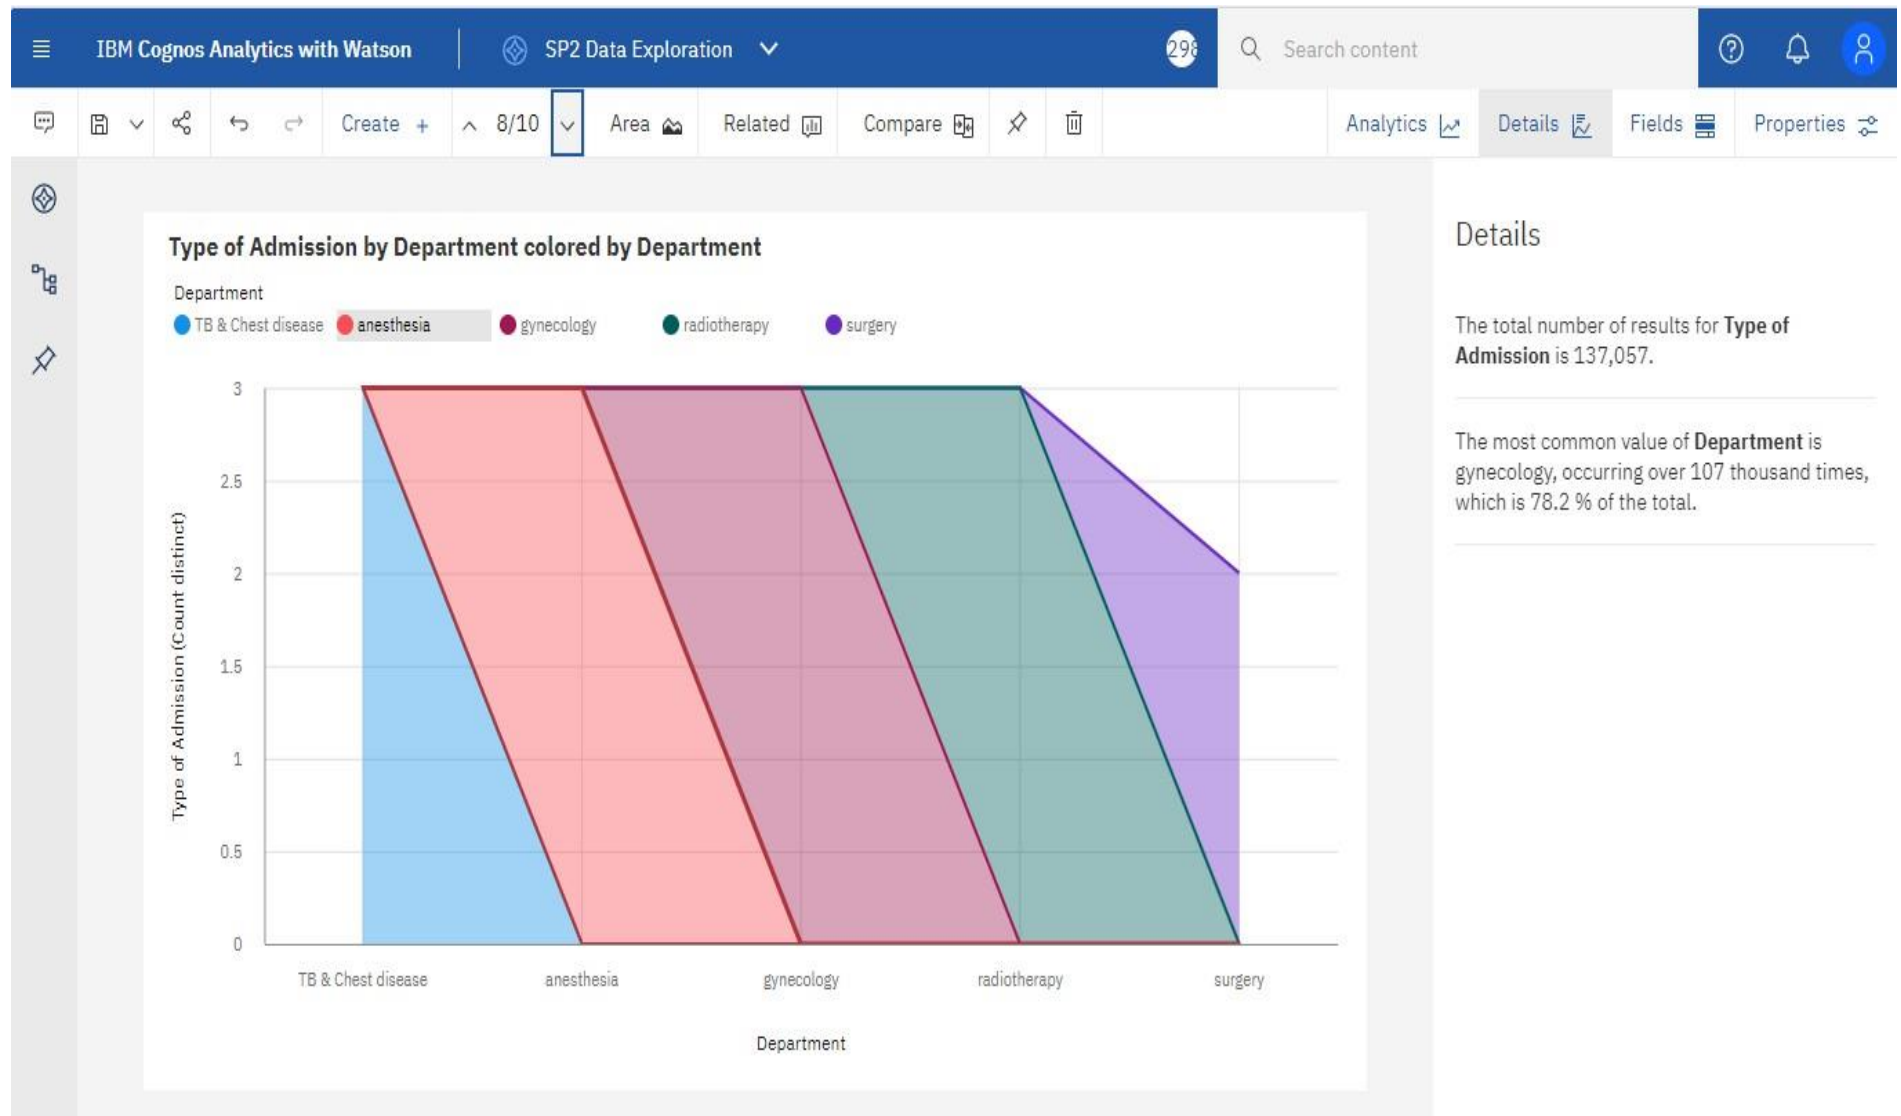 IBM Cognos Analytics with Watson
SP2 Data Exploration
298
Search content
Create +
8/10
Area
Related
Compare
Analytics
Details
Fields
Properties
Type of Admission by Department colored by Department
Department
TB & Chest disease anesthesia gynecology radiotherapy surgery
3
2.5
2
1.5
1
0.5
0
Type of Admission (Count distinct)
TB & Chest disease anesthesia gynecology radiotherapy surgery
Department
Details
The total number of results for Type of
Admission is 137,057.
The most common value of Department is
gynecology, occurring over 107 thousand times,
which is 78.2 % of the total.